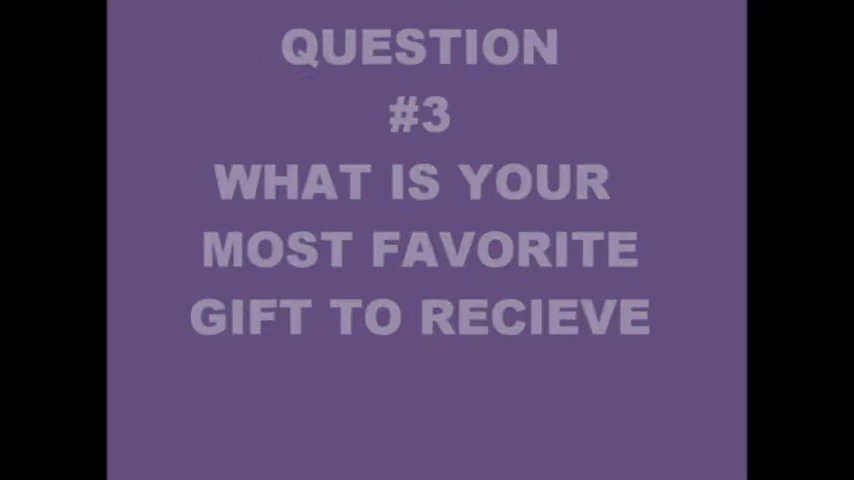 QUESTION
#3
WHAT IS YOUR
MOST FAVORITE
GIFT TO RECIEVE